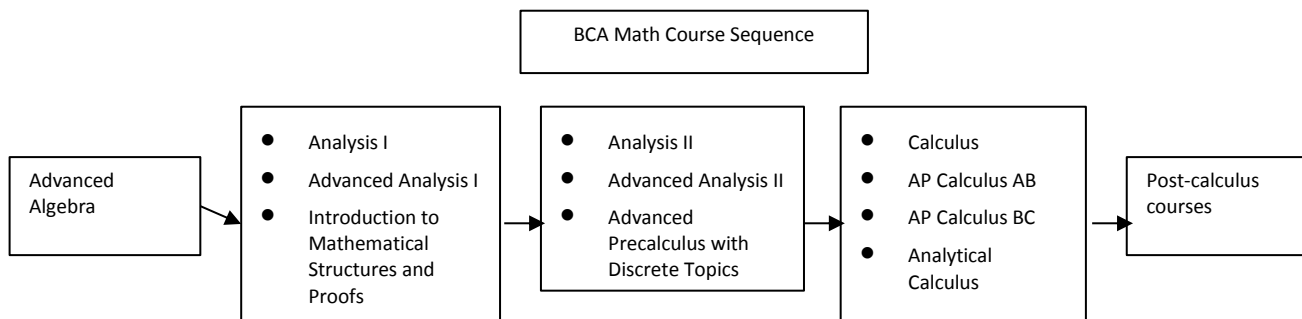 BCA Math Course Sequence
Advanced
Algebra
● Analysis I
● Advanced Analysis I
● Introduction to
Mathematical
Structures and
Proofs
● Analysis II
● Advanced Analysis II
● Advanced
Precalculus with
Discrete Topics
● Calculus
● AP Calculus AB
● AP Calculus BC
● Analytical
Calculus
Post-calculus
courses